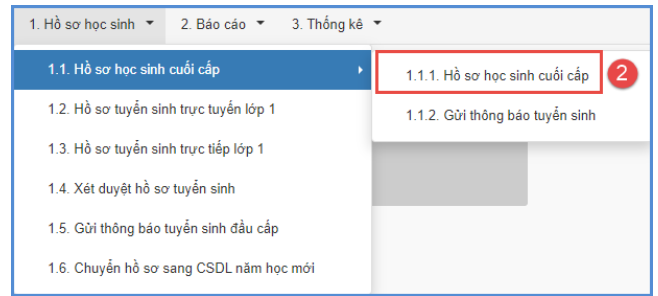 1. Hồ sơ học sinh 2. Báo cáo 3. Thống kê
1.1. Hồ sơ học sinh cuối cấp
1.1.1. Hồ sơ học sinh cuối cấp 2
1.2. Hồ sơ tuyển sinh trực tuyến lớp 1
1.1.2. Gửi thông báo tuyển sinh
1.3. Hồ sơ tuyển sinh trực tiếp lớp 1
1.4. Xét duyệt hồ sơ tuyển sinh
1.5. Gửi thông báo tuyển sinh đầu cấp
1.6. Chuyển hồ sơ sang CSDL năm học mới